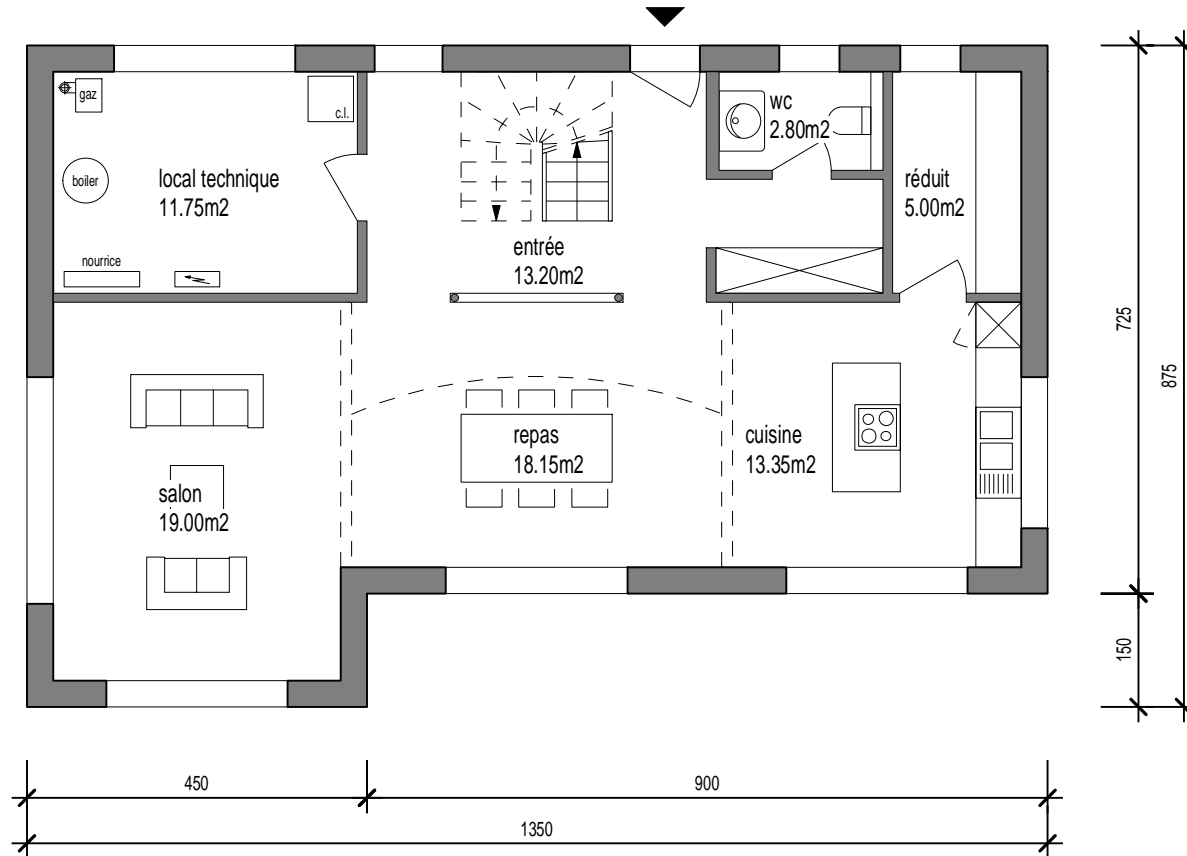 gaz
c.l.
wc
2.80m2
boiler
local technique
11.75m2
réduit
5.00m2
nourrice
entrée
13.20m2
725
875
repas
18.15m2
cuisine
13.35m2
salon
19.00m2
150
450
900
1350